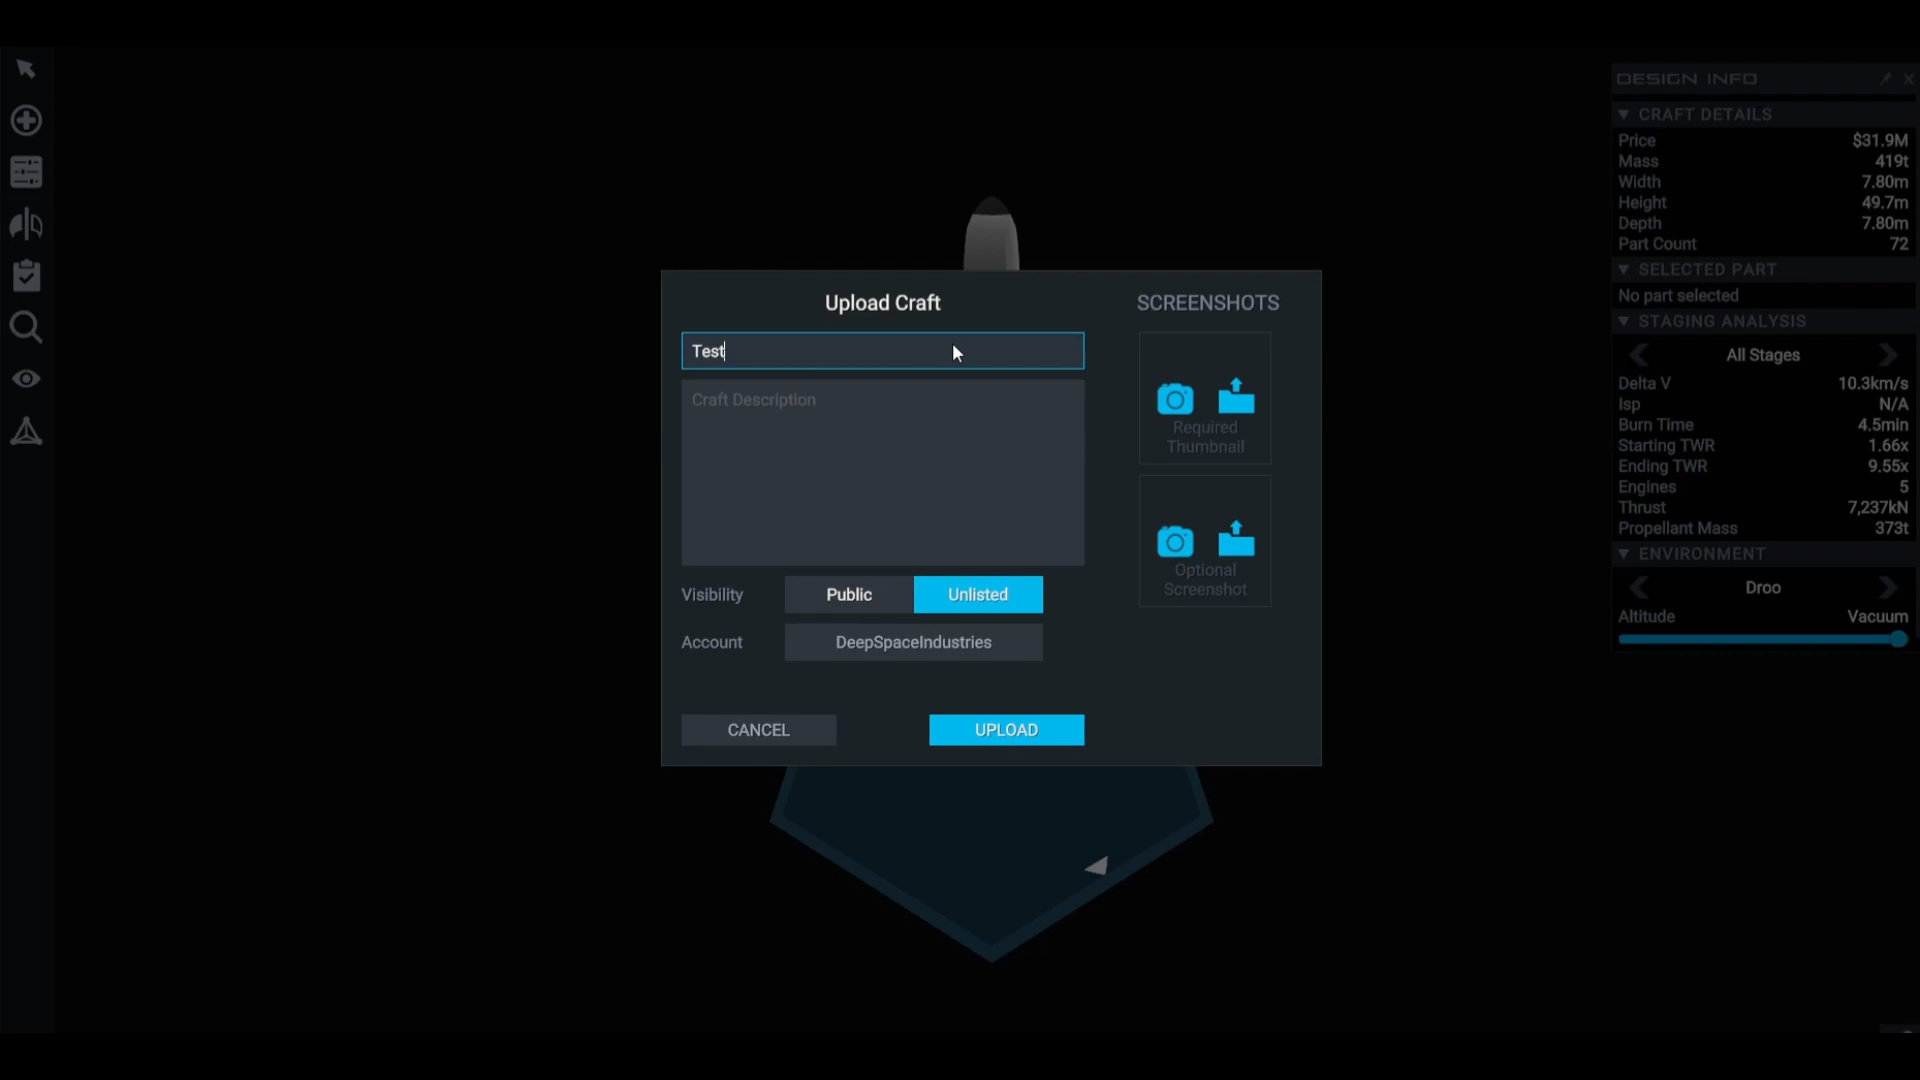 DESIGN INFO
CRAFT DETAILS
Price $31.9M
Mass 419t
Width 7.80m
Height 49.7m
Depth 7.80m
Part Count 72
SELECTED PART
No part selected
STAGING ANALYSIS
All Stages
Delta V 10.3km/s
Isp N/A
Burn Time 4.5min
Starting TWR 1.66x
Ending TWR 9.55x
Engines 5
Thrust 7,237kN
Propellant Mass 373t
ENVIRONMENT
Droo
Altitude Vacuum
Upload Craft
Test
Craft Description
Visibility Public Unlisted
Account DeepSpaceIndustries
CANCEL UPLOAD
SCREENSHOTS
Required
Thumbnail
Optional
Screenshot